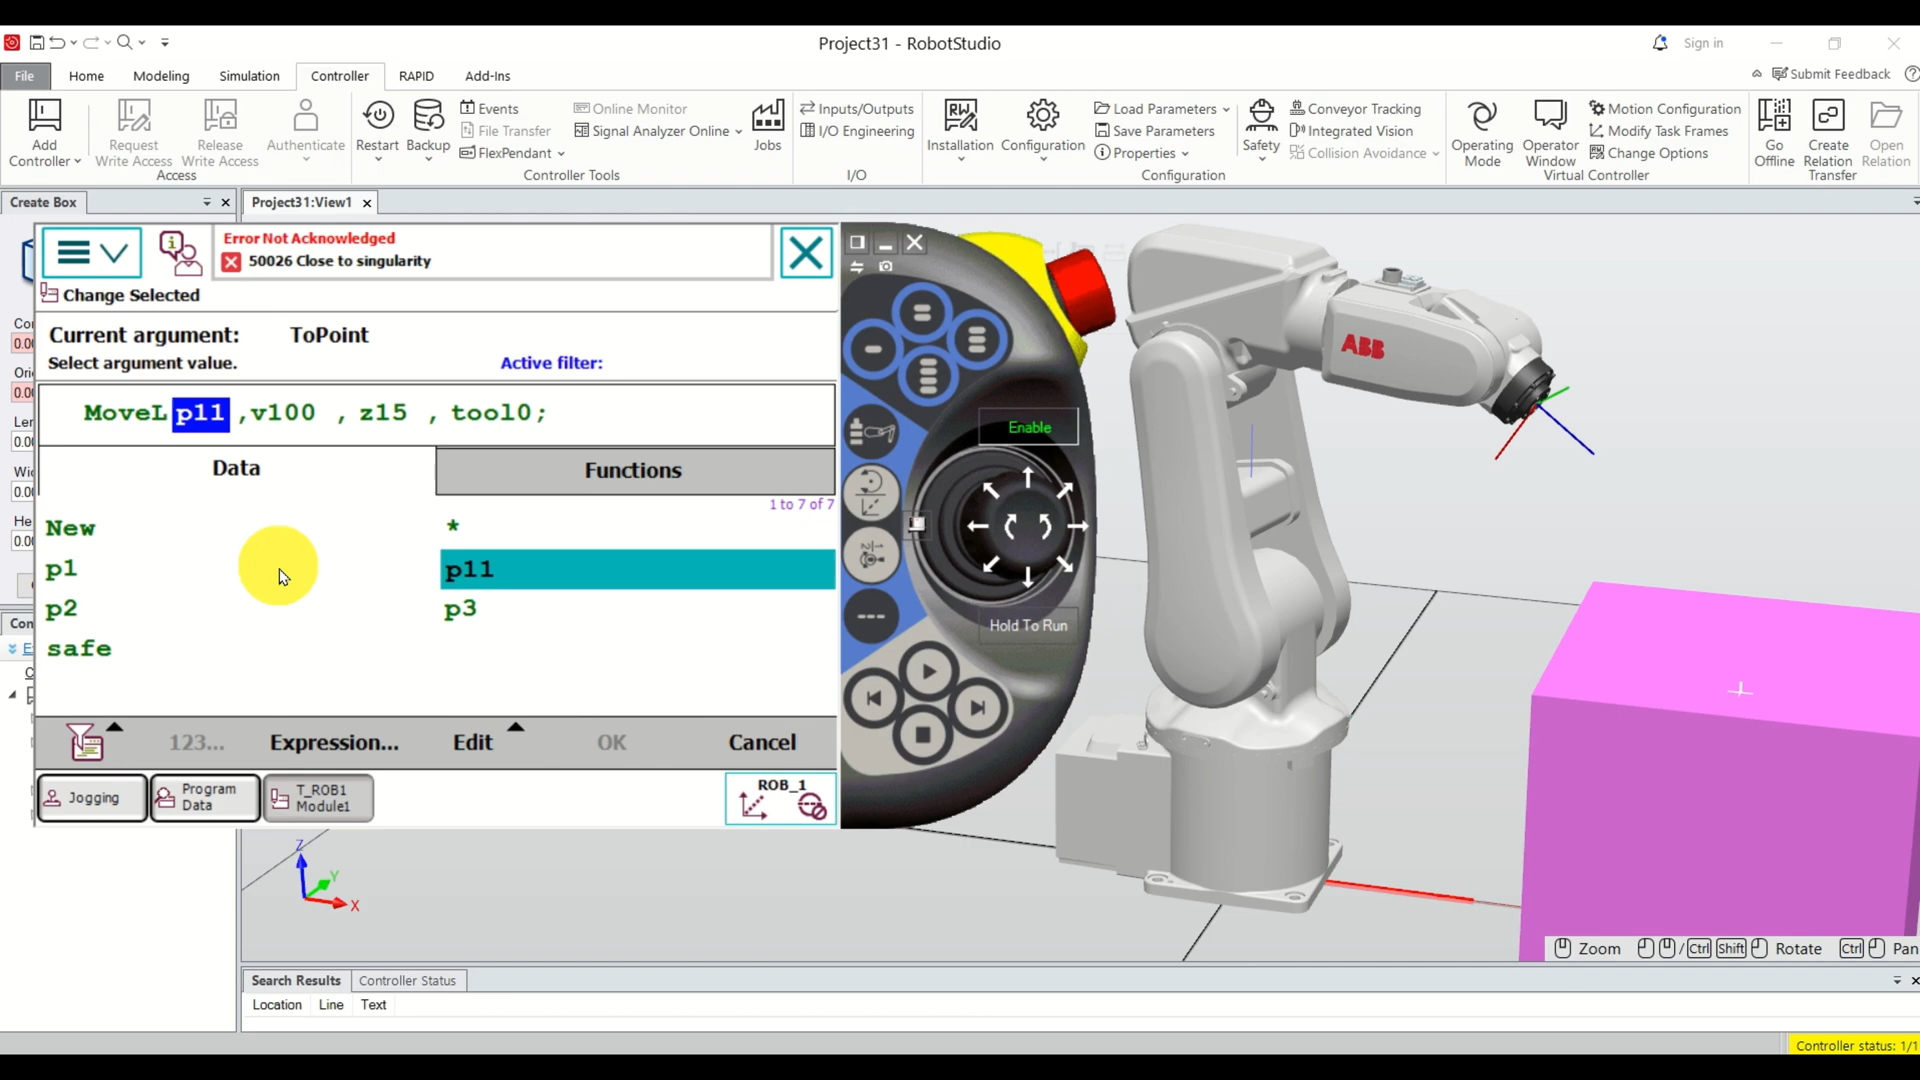 Project31 - RobotStudio
Sign in
File
Home
Modeling
Simulation
Controller
RAPID
Add-Ins
Submit Feedback
Add Controller
Request Write Access
Release Write Access
Authenticate
Access
Restart
Backup
Events
File Transfer
FlexPendant
Online Monitor
Signal Analyzer Online
Jobs
Controller Tools
Inputs/Outputs
I/O Engineering
I/O
Installation
Configuration
Load Parameters
Save Parameters
Properties
Safety
Conveyor Tracking
Integrated Vision
Collision Avoidance
Configuration
Operating Mode
Operator Window
Motion Configuration
Modify Task Frames
Change Options
Virtual Controller
Go Offline
Create Relation
Open Relation
Transfer
Create Box
Project31:View1
Error Not Acknowledged
50026 Close to singularity
Change Selected
Current argument: ToPoint
Select argument value.
Active filter:
MoveL p11 ,v100 , z15 , tool0;
Data
Functions
1 to 7 of 7
New
*
p1
p11
p2
p3
safe
123...
Expression...
Edit
OK
Cancel
Jogging
Program Data
T_ROB1 Module1
ROB_1
Enable
Hold To Run
ABB
Z
Y
X
Zoom
/ Ctrl Shift Rotate
Ctrl Pan
Search Results
Controller Status
Location
Line
Text
Controller status: 1/1